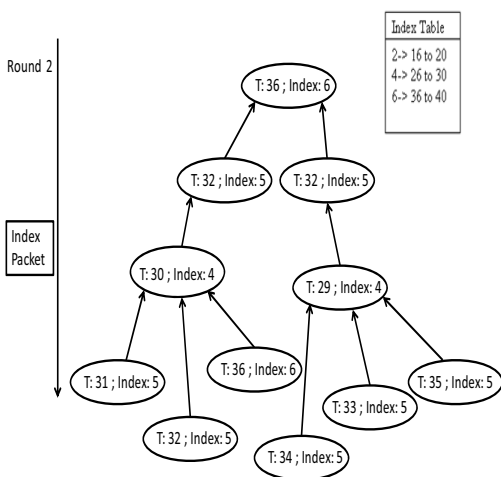 Index Table
2-> 16 to 20
4-> 26 to 30
6-> 36 to 40
Round 2
T: 36 ; Index: 6
T: 32 ; Index: 5
T: 32 ; Index: 5
Index
Packet
T: 30 ; Index: 4
T: 29 ; Index: 4
T: 31 ; Index: 5
T: 36 ; Index: 6
T: 35 ; Index: 5
T: 33 ; Index: 5
T: 32 ; Index: 5
T: 34 ; Index: 5